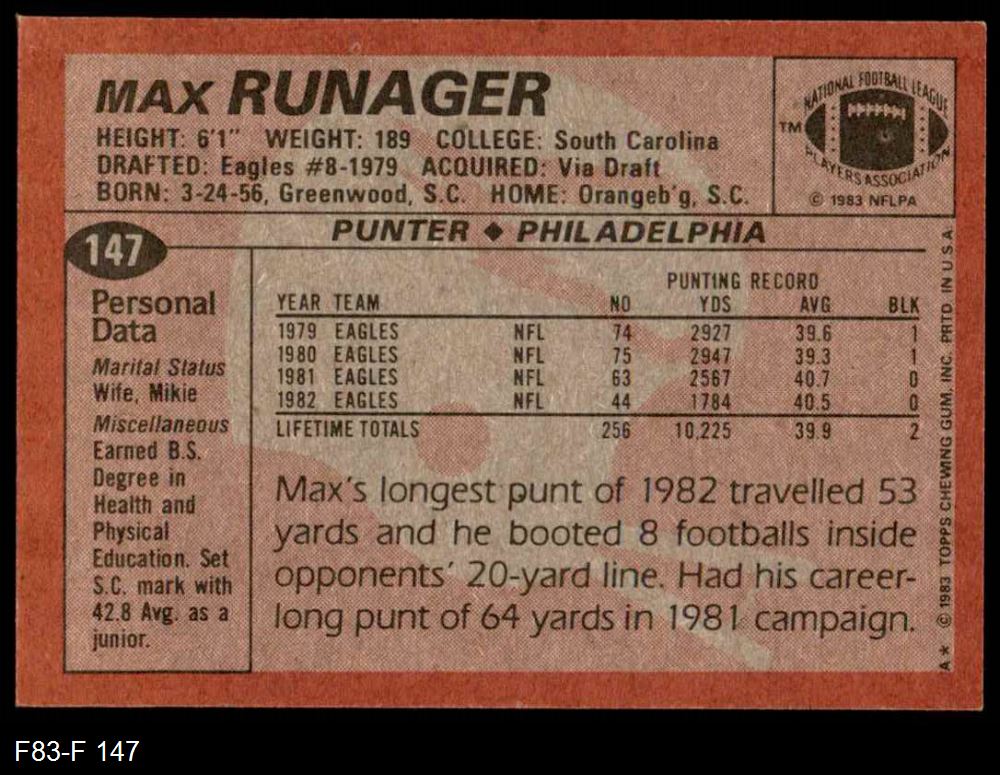 MAX RUNAGER
HEIGHT: 6'1" WEIGHT: 189 COLLEGE: South Carolina
DRAFTED: Eagles #8-1979 ACQUIRED: Via Draft
BORN: 3-24-56, Greenwood, S.C. HOME: Orangeb'g, S.C.
NATIONAL FOOTBALL LEAGUE
TM
PLAYERS ASSOCIATION
© 1983 NFLPA
147
PUNTER ◆ PHILADELPHIA
Personal
Data
Marital Status
Wife, Mikie
Miscellaneous
Earned B.S.
Degree in
Health and
Physical
Education. Set
S.C. mark with
42.8 Avg. as a
junior.
PUNTING RECORD
YEAR TEAM NO YDS AVG BLK
1979 EAGLES NFL 74 2927 39.6 1
1980 EAGLES NFL 75 2947 39.3 1
1981 EAGLES NFL 63 2567 40.7 0
1982 EAGLES NFL 44 1784 40.5 0
LIFETIME TOTALS 256 10,225 39.9 2
Max's longest punt of 1982 travelled 53
yards and he booted 8 footballs inside
opponents' 20-yard line. Had his career-
long punt of 64 yards in 1981 campaign.
A* © 1983 TOPPS CHEWING GUM, INC. PRTD IN U.S.A.
F83-F 147